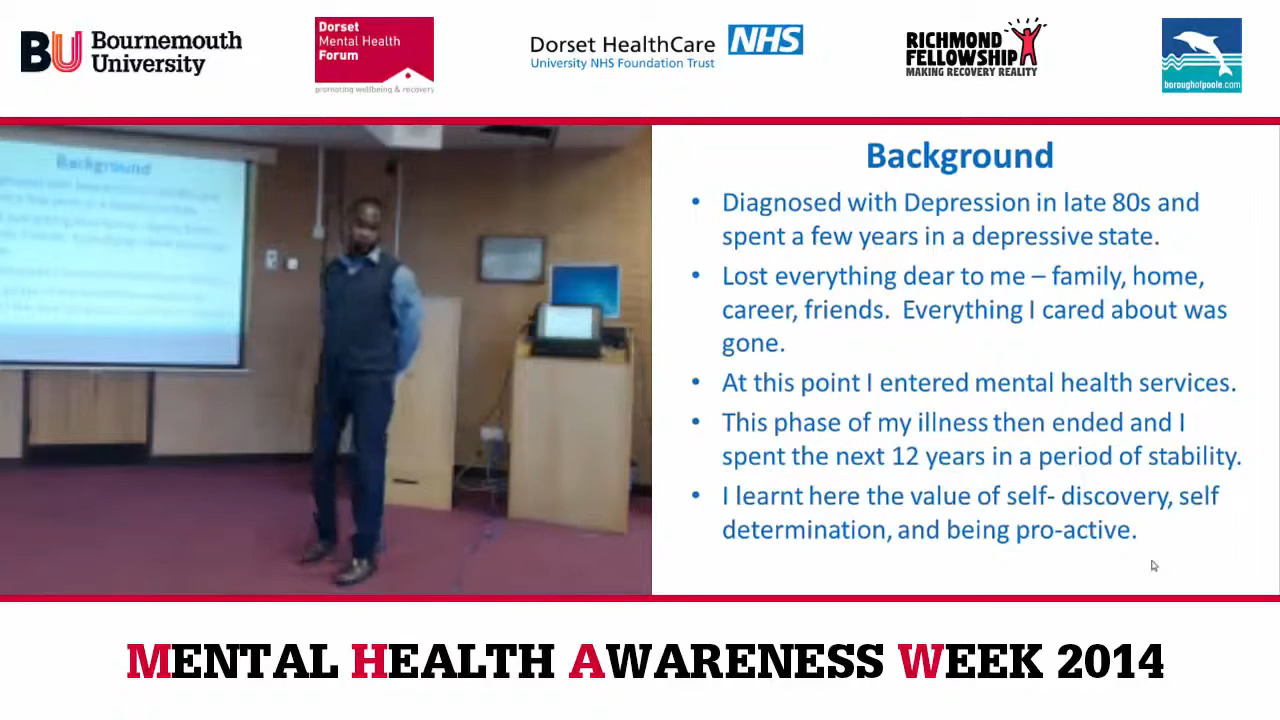 BU Bournemouth
University
Dorset
Mental Health
Forum
promoting wellbeing & recovery
Dorset HealthCare NHS
University NHS Foundation Trust
RICHMOND
FELLOWSHIP
MAKING RECOVERY REALITY
boroughofpoole.com
Background
Background
• Diagnosed with Depression in late 80s and
spent a few years in a depressive state.
• Lost everything dear to me – family, home,
career, friends. Everything I cared about was
gone.
• At this point I entered mental health services.
• This phase of my illness then ended and I
spent the next 12 years in a period of stability.
• I learnt here the value of self- discovery, self
determination, and being pro-active.
MENTAL HEALTH AWARENESS WEEK 2014